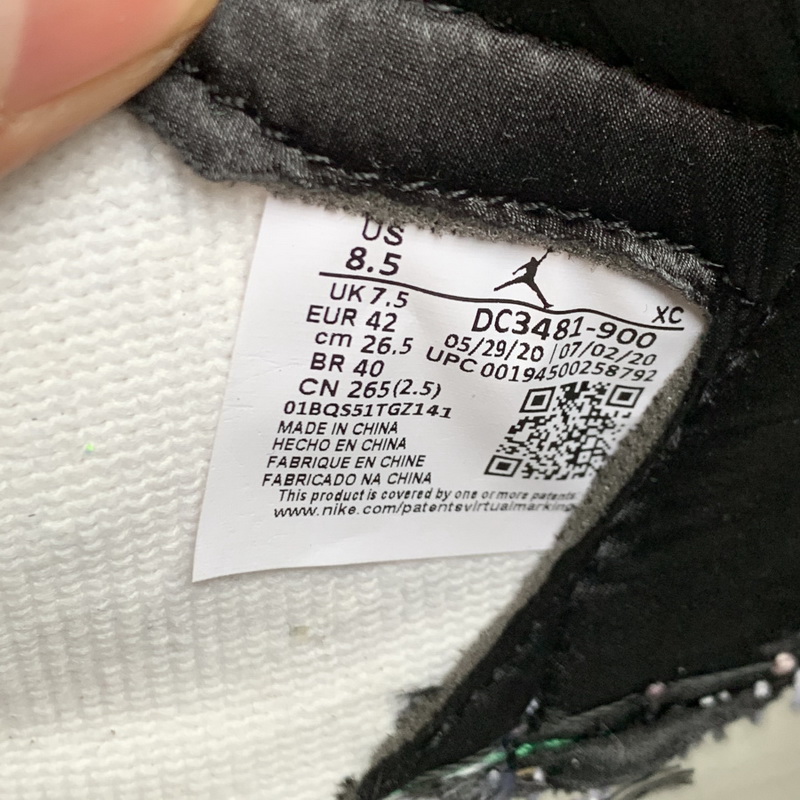 US
8.5
UK 7.5
EUR 42
cm 26.5
BR 40
CN 265(2.5)
01BQS51TGZ141
MADE IN CHINA
HECHO EN CHINA
FABRIQUE EN CHINE
FABRICADO NA CHINA
This product is covered by one or more patents
www.nike.com/patentsvirtualmarking
XC
DC3481-900
05/29/20 | 07/02/20
UPC 00194500258792